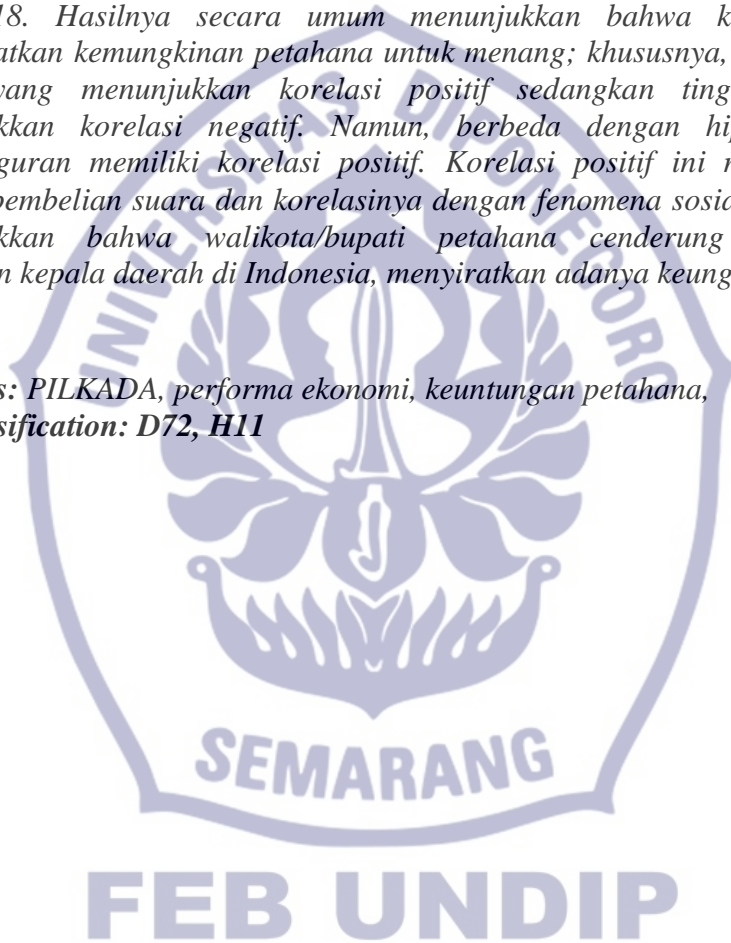 18. Hasilnya secara umum menunjukkan bahwa k
atkan kemungkinan petahana untuk menang; khususnya,
yang menunjukkan korelasi positif sedangkan ting
kkan korelasi negatif. Namun, berbeda dengan hip
guran memiliki korelasi positif. Korelasi positif ini n
pembelian suara dan korelasinya dengan fenomena sosia
kkan bahwa walikota/bupati petahana cenderung
n kepala daerah di Indonesia, menyiratkan adanya keung
s: PILKADA, performa ekonomi, keuntungan petahana,
sification: D72, H11
UNIVERSITAS DIPONEGORO
SEMARANG
FEB UNDIP